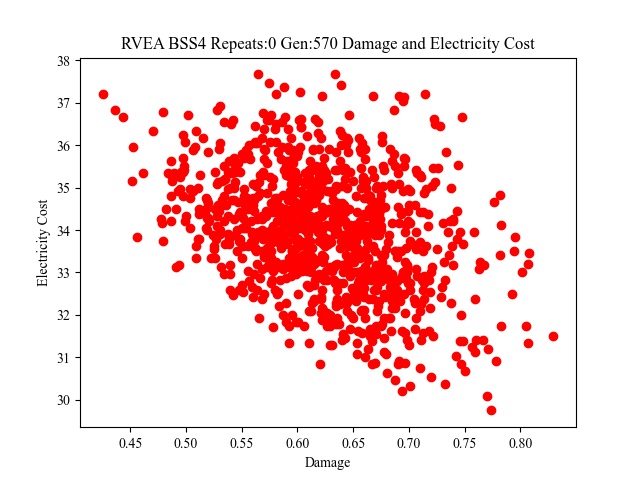 RVEA BSS4 Repeats:0 Gen:570 Damage and Electricity Cost
38
37
36
35
34
33
32
31
30
Electricity Cost
0.45 0.50 0.55 0.60 0.65 0.70 0.75 0.80
Damage